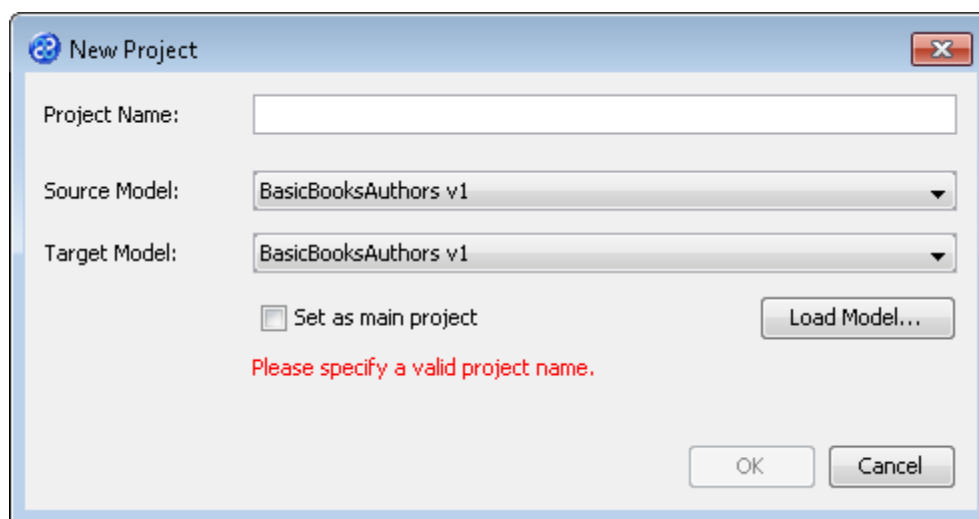 New Project
Project Name:
Source Model: BasicBooksAuthors v1
Target Model: BasicBooksAuthors v1
Set as main project Load Model...
Please specify a valid project name.
OK Cancel